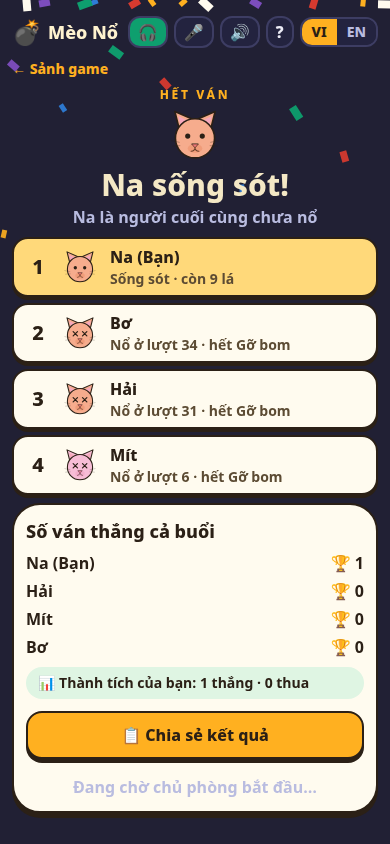 Mèo Nổ
?
VI EN
← Sảnh game
HẾT VÁN
Na sống sót!
Na là người cuối cùng chưa nổ
1
Na (Bạn)
Sống sót · còn 9 lá
2
Bơ
Nổ ở lượt 34 · hết Gỡ bom
3
Hải
Nổ ở lượt 31 · hết Gỡ bom
4
Mít
Nổ ở lượt 6 · hết Gỡ bom
Số ván thắng cả buổi
Na (Bạn) 🏆 1
Hải 🏆 0
Mít 🏆 0
Bơ 🏆 0
📊 Thành tích của bạn: 1 thắng · 0 thua
📋 Chia sẻ kết quả
Đang chờ chủ phòng bắt đầu...